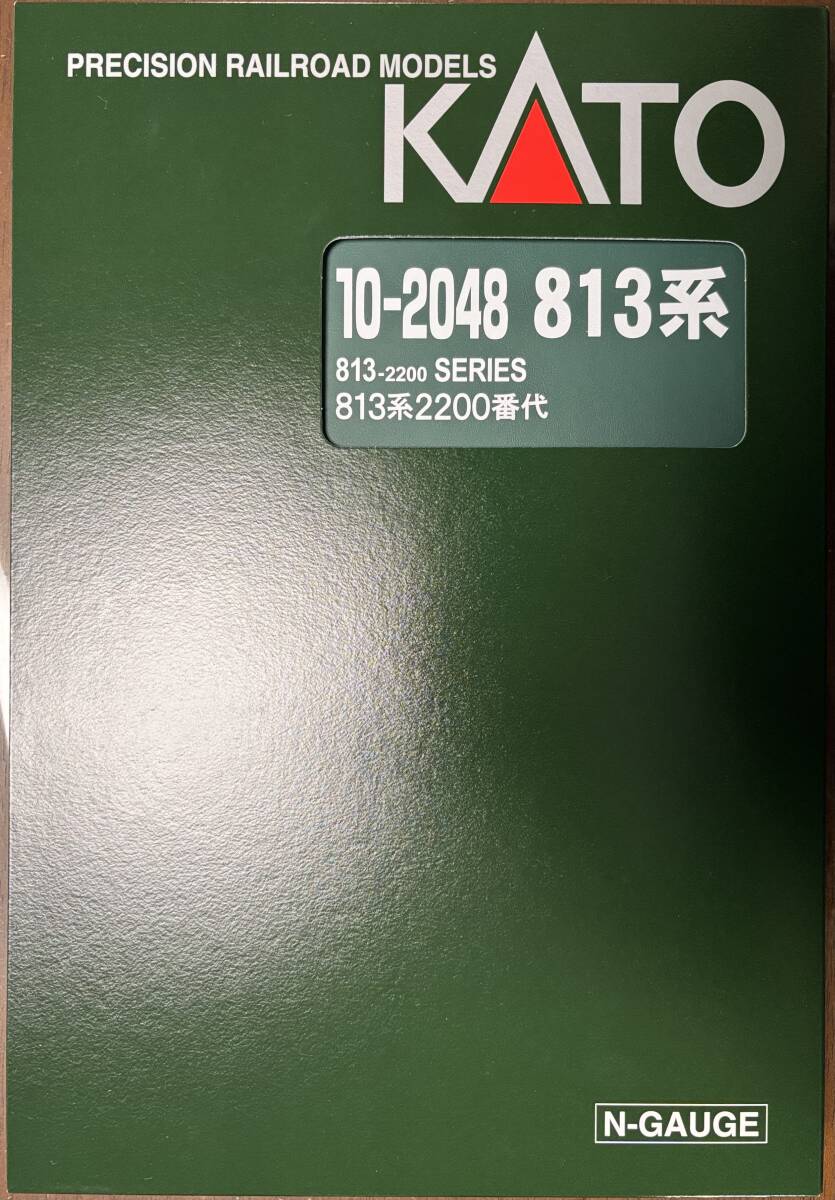 PRECISION RAILROAD MODELS
KATO
10-2048 813系
813-2200 SERIES
813系2200番代
N-GAUGE